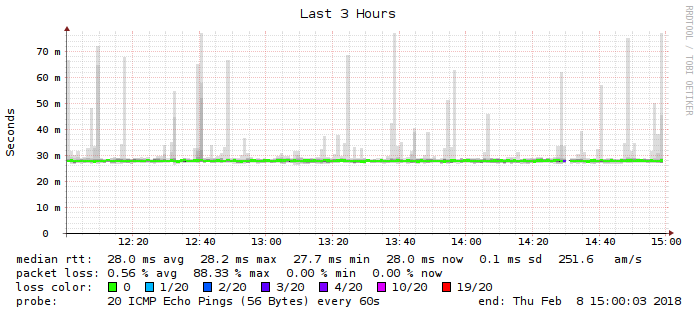 Last 3 Hours
RRDTOOL / TOBI OETIKER
Seconds
70 m
60 m
50 m
40 m
30 m
20 m
10 m
0
12:20 12:40 13:00 13:20 13:40 14:00 14:20 14:40 15:00
median rtt: 28.0 ms avg 28.2 ms max 27.7 ms min 28.0 ms now 0.1 ms sd 251.6 am/s
packet loss: 0.56 % avg 88.33 % max 0.00 % min 0.00 % now
loss color: 0 1/20 2/20 3/20 4/20 10/20 19/20
probe: 20 ICMP Echo Pings (56 Bytes) every 60s end: Thu Feb 8 15:00:03 2018